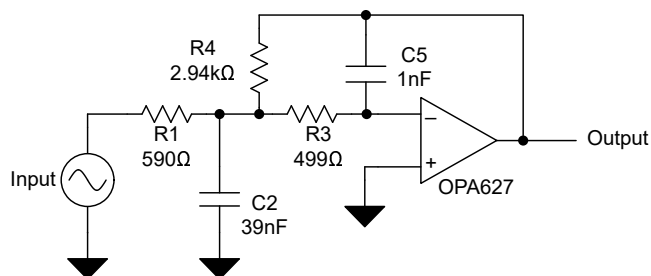 R4
2.94kΩ
C5
1nF
R1
590Ω
R3
499Ω
−
+
Output
Input
C2
39nF
OPA627